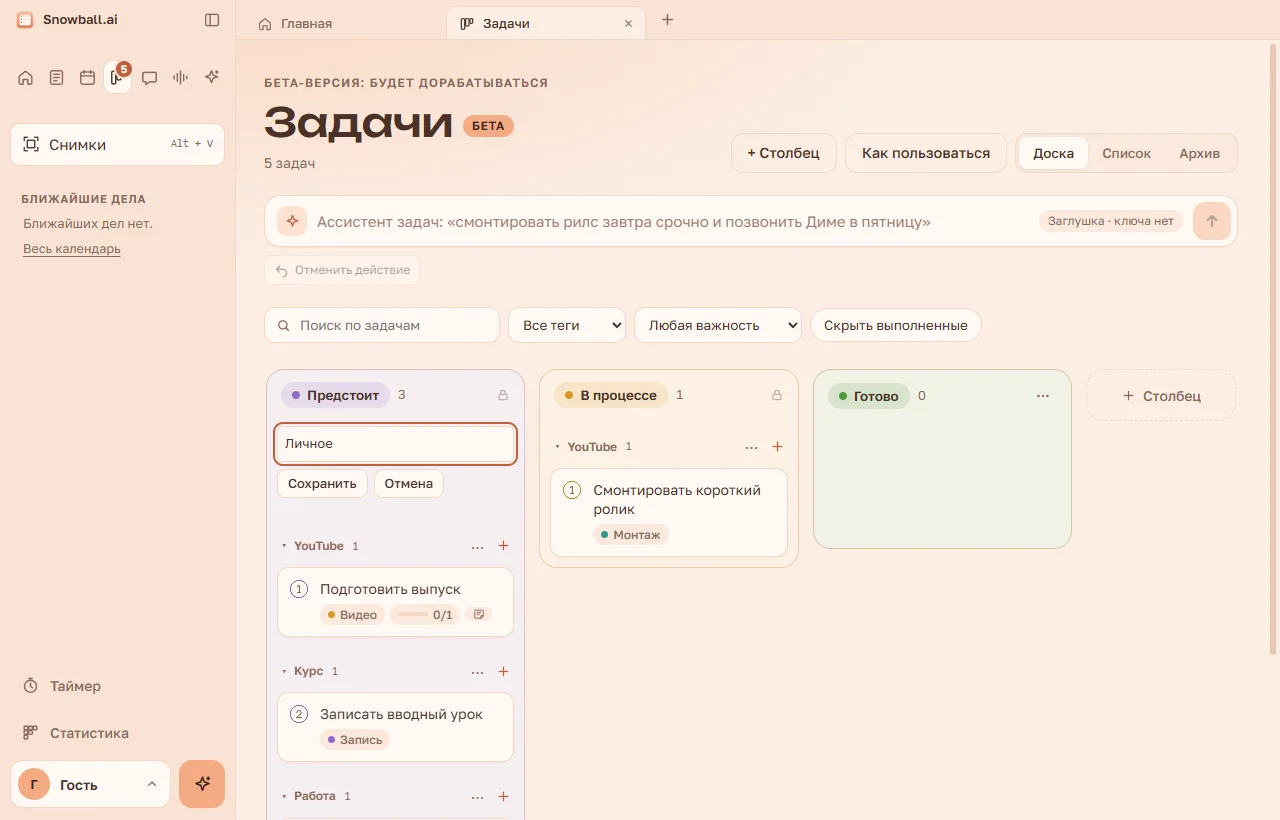 Snowball.ai
Главная
Задачи
5
Снимки
Alt + V
БЛИЖАЙШИЕ ДЕЛА
Ближайших дел нет.
Весь календарь
Таймер
Статистика
Г
Гость
БЕТА-ВЕРСИЯ: БУДЕТ ДОРАБАТЫВАТЬСЯ
Задачи
БЕТА
5 задач
+ Столбец
Как пользоваться
Доска
Список
Архив
Ассистент задач: «смонтировать рилс завтра срочно и позвонить Диме в пятницу»
Заглушка · ключа нет
Отменить действие
Поиск по задачам
Все теги
Любая важность
Скрыть выполненные
Предстоит
3
Личное
Сохранить
Отмена
YouTube
1
1
Подготовить выпуск
Видео
0/1
Курс
1
2
Записать вводный урок
Запись
Работа
1
В процессе
1
YouTube
1
1
Смонтировать короткий
ролик
Монтаж
Готово
0
+ Столбец